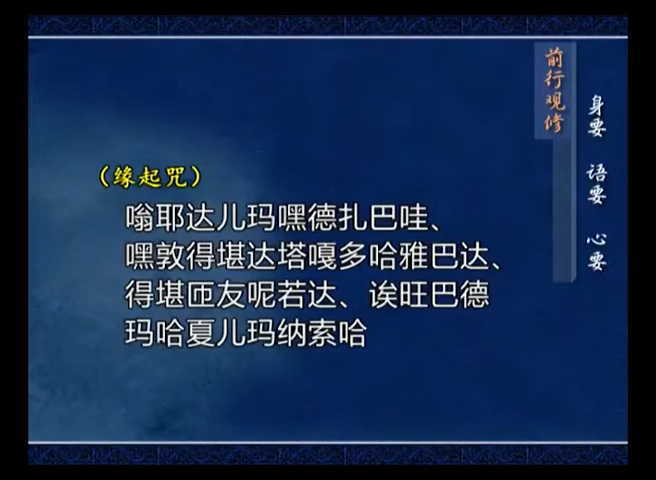 前行观修
身要 语要 心要
（缘起咒）
嗡耶达儿玛嘿德扎巴哇、
嘿敦得堪达塔嘎多哈雅巴达、
得堪匝友呢若达、诶旺巴德
玛哈夏儿玛纳索哈